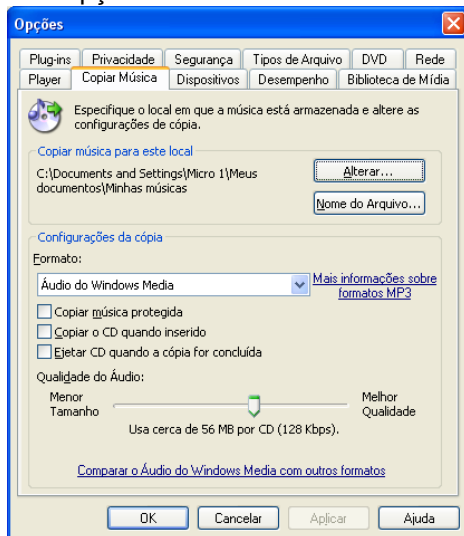 Opções
Plug-ins Privacidade Segurança Tipos de Arquivo DVD Rede
Player Copiar Música Dispositivos Desempenho Biblioteca de Mídia
Especifique o local em que a música está armazenada e altere as
configurações de cópia.
Copiar música para este local
C:\Documents and Settings\Micro 1\Meus
documentos\Minhas músicas
Alterar...
Nome do Arquivo...
Configurações da cópia
Formato:
Áudio do Windows Media
Mais informações sobre
formatos MP3
Copiar música protegida
Copiar o CD quando inserido
Ejetar CD quando a cópia for concluída
Qualidade do Áudio:
Menor
Tamanho
Melhor
Qualidade
Usa cerca de 56 MB por CD (128 Kbps).
Comparar o Áudio do Windows Media com outros formatos
OK Cancelar Aplicar Ajuda